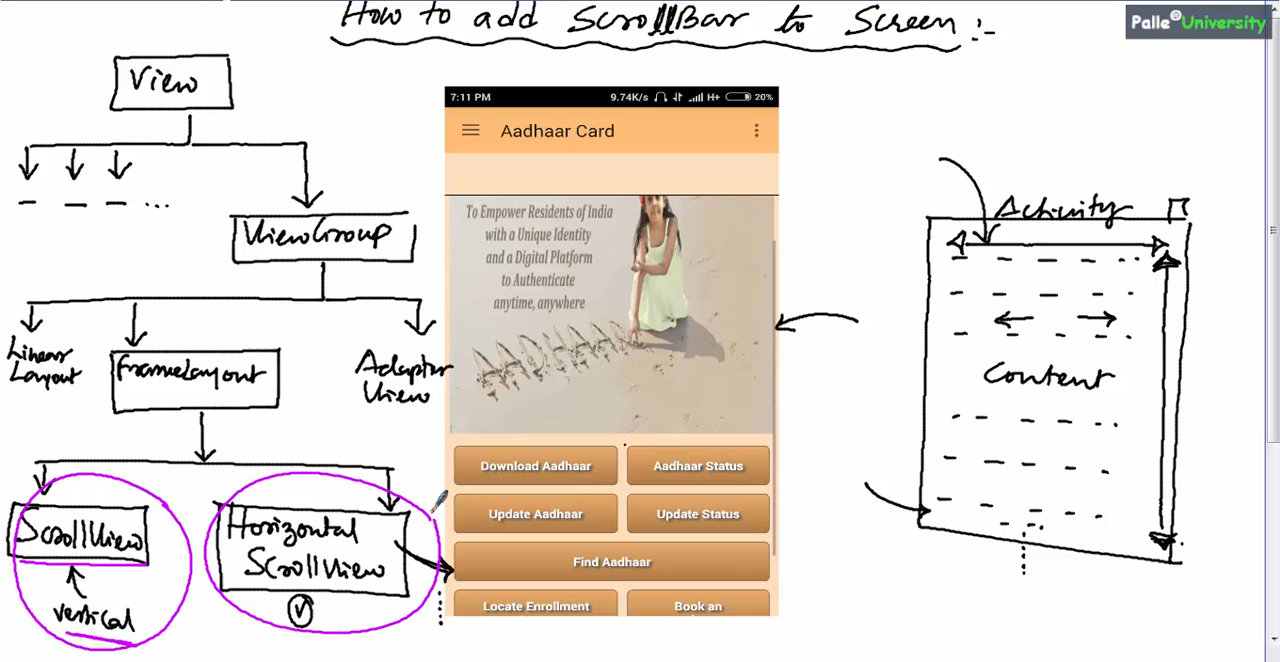 How to add ScrollBar to Screen :-
Palle University
View
ViewGroup
Linear
Layout
FrameLayout
Adapter
View
ScrollView
vertical
Horizontal
ScrollView
7:11 PM
9.74K/s H+ 20%
Aadhaar Card
To Empower Residents of India
with a Unique Identity
and a Digital Platform
to Authenticate
anytime, anywhere
AADHAAR
Download Aadhaar
Aadhaar Status
Update Aadhaar
Update Status
Find Aadhaar
Locate Enrollment
Book an
Activity
Content